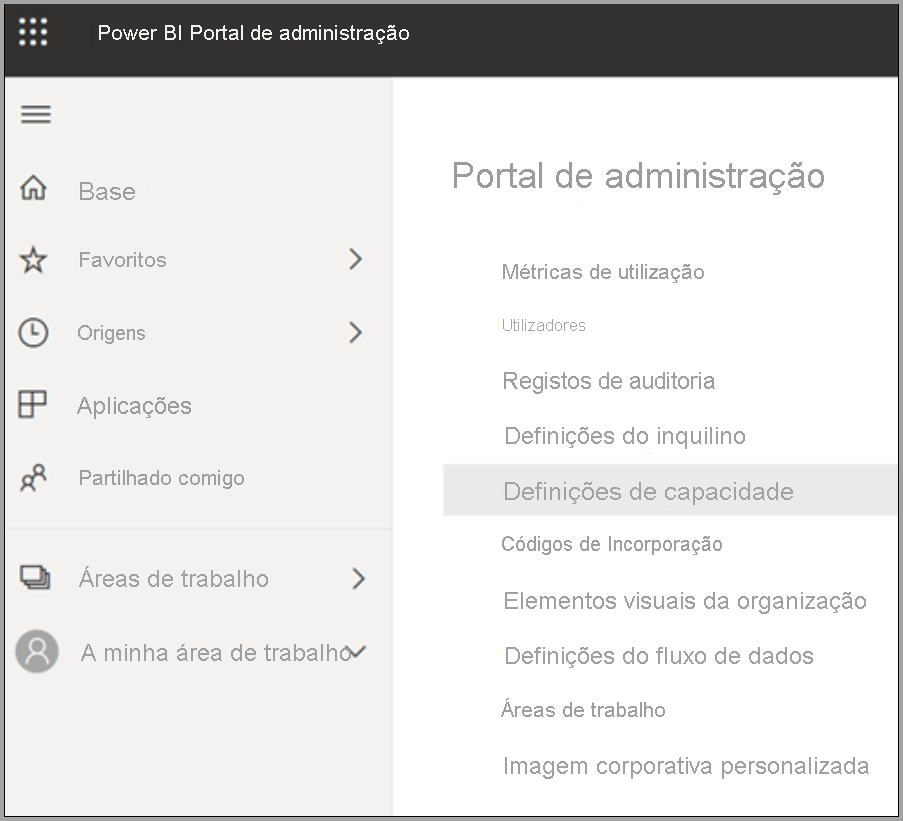 Power BI Portal de administração
Base
Favoritos
Origens
Aplicações
Partilhado comigo
Áreas de trabalho
A minha área de trabalho
Portal de administração
Métricas de utilização
Utilizadores
Registos de auditoria
Definições do inquilino
Definições de capacidade
Códigos de Incorporação
Elementos visuais da organização
Definições do fluxo de dados
Áreas de trabalho
Imagem corporativa personalizada